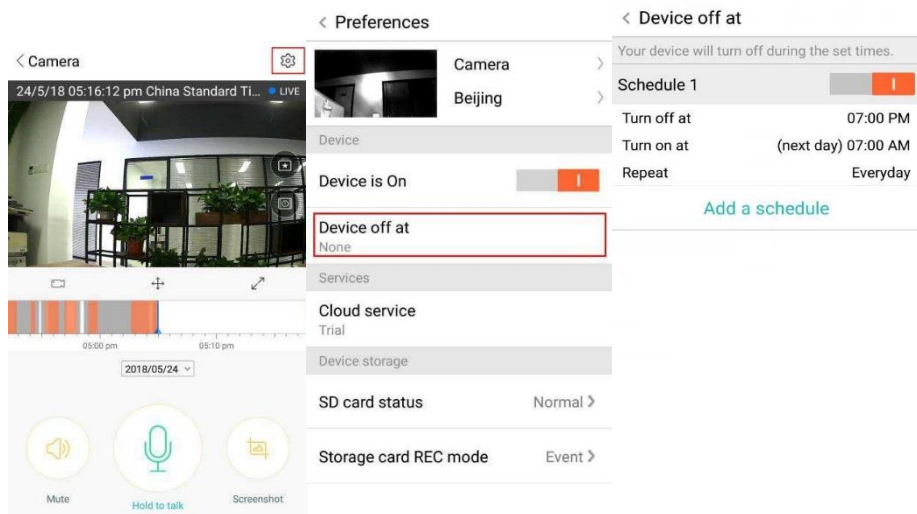 Camera
24/5/18 05:16:12 pm China Standard Ti... LIVE
05:00 pm
05:10 pm
2018/05/24
Mute
Hold to talk
Screenshot
Preferences
Camera
Beijing
Device
Device is On
Device off at
None
Services
Cloud service
Trial
Device storage
SD card status Normal
Storage card REC mode Event
Device off at
Your device will turn off during the set times.
Schedule 1
Turn off at 07:00 PM
Turn on at (next day) 07:00 AM
Repeat Everyday
Add a schedule